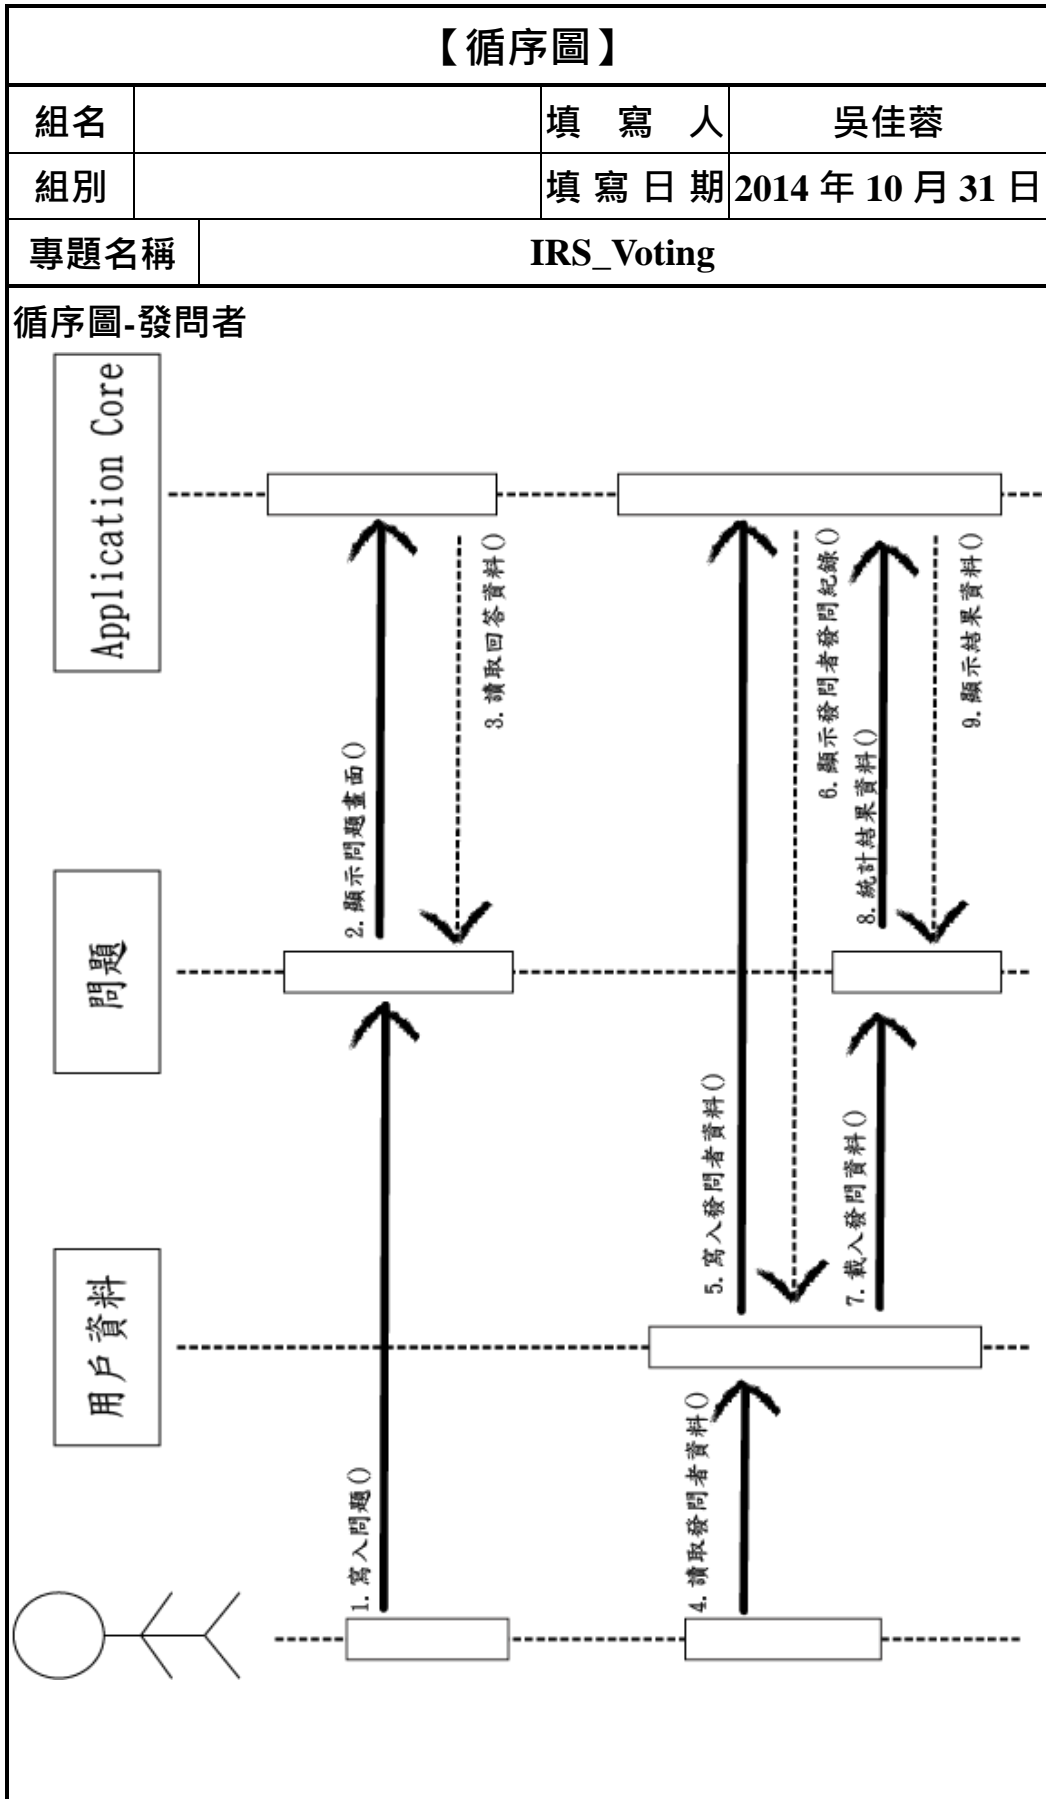 【循序圖】
組名 填 寫 人 吳佳蓉
組別 填寫日期 2014 年 10 月 31 日
專題名稱 IRS_Voting
循序圖-發問者
Application Core
問題
用戶資料
1. 寫入問題()
2. 顯示問題畫面()
3. 讀取回答資料()
4. 讀取發問者資料()
5. 寫入發問者資料()
6. 顯示發問者發問紀錄()
7. 載入發問資料()
8. 統計結果資料()
9. 顯示結果資料()